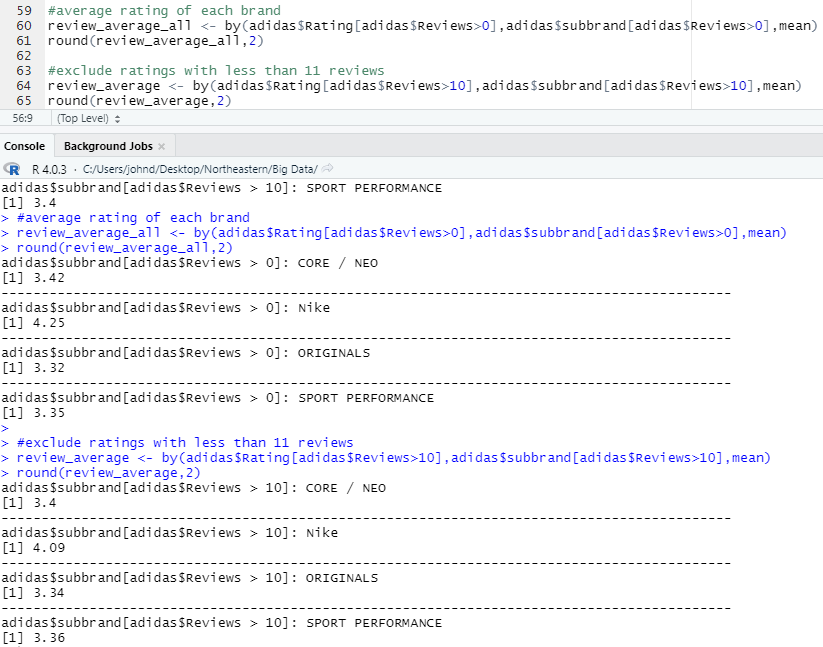 59 #average rating of each brand
60 review_average_all <- by(adidas$Rating[adidas$Reviews>0],adidas$subbrand[adidas$Reviews>0],mean)
61 round(review_average_all,2)
62
63 #exclude ratings with less than 11 reviews
64 review_average <- by(adidas$Rating[adidas$Reviews>10],adidas$subbrand[adidas$Reviews>10],mean)
65 round(review_average,2)
56:9 (Top Level)
Console Background Jobs
R R 4.0.3 · C:/Users/johnd/Desktop/Northeastern/Big Data/
adidas$subbrand[adidas$Reviews > 10]: SPORT PERFORMANCE
[1] 3.4
> #average rating of each brand
> review_average_all <- by(adidas$Rating[adidas$Reviews>0],adidas$subbrand[adidas$Reviews>0],mean)
> round(review_average_all,2)
adidas$subbrand[adidas$Reviews > 0]: CORE / NEO
[1] 3.42
--------------------------------------------------------------------------------------------
adidas$subbrand[adidas$Reviews > 0]: Nike
[1] 4.25
--------------------------------------------------------------------------------------------
adidas$subbrand[adidas$Reviews > 0]: ORIGINALS
[1] 3.32
--------------------------------------------------------------------------------------------
adidas$subbrand[adidas$Reviews > 0]: SPORT PERFORMANCE
[1] 3.35
>
> #exclude ratings with less than 11 reviews
> review_average <- by(adidas$Rating[adidas$Reviews>10],adidas$subbrand[adidas$Reviews>10],mean)
> round(review_average,2)
adidas$subbrand[adidas$Reviews > 10]: CORE / NEO
[1] 3.4
--------------------------------------------------------------------------------------------
adidas$subbrand[adidas$Reviews > 10]: Nike
[1] 4.09
--------------------------------------------------------------------------------------------
adidas$subbrand[adidas$Reviews > 10]: ORIGINALS
[1] 3.34
--------------------------------------------------------------------------------------------
adidas$subbrand[adidas$Reviews > 10]: SPORT PERFORMANCE
[1] 3.36